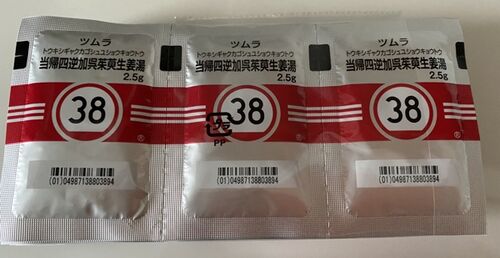 ツムラ
トウキシギャクカゴシュユショウキョウトウ
当帰四逆加呉茱萸生姜湯
2.5g
38
®
(01)04987138803894
ツムラ
トウキシギャクカゴシュユショウキョウトウ
当帰四逆加呉茱萸生姜湯
2.5g
38
®
プラ
PP
(01)04987138803894
ツムラ
トウキシギャクカゴシュユショウキョウトウ
当帰四逆加呉茱萸生姜湯
2.5g
38
®
(01)04987138803894